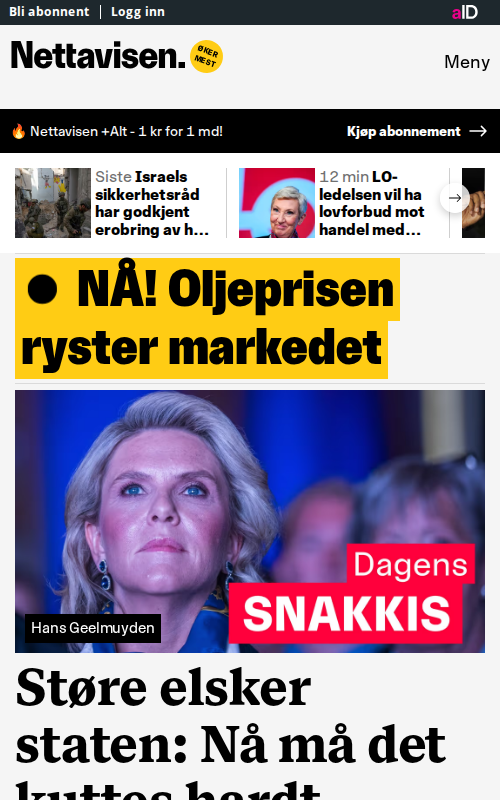 Bli abonnent
Logg inn
aID
Nettavisen.
ØKER
MEST
Meny
🔥 Nettavisen +Alt - 1 kr for 1 md!
Kjøp abonnement
Siste Israels
sikkerhetsråd
har godkjent
erobring av h...
12 min LO-
ledelsen vil ha
lovforbud mot
handel med...
NÅ! Oljeprisen
ryster markedet
Dagens
SNAKKIS
Hans Geelmuyden
Støre elsker
staten: Nå må det
kuttes hardt